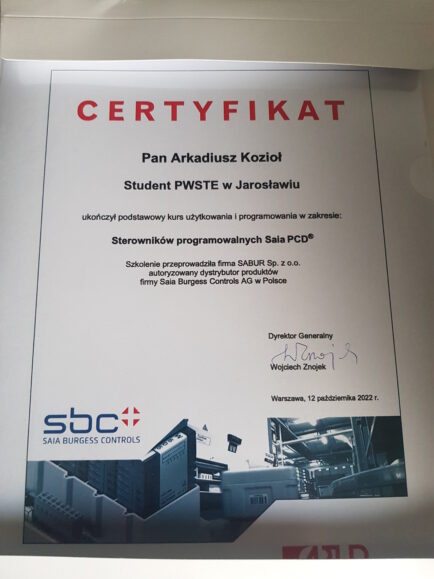 CERTYFIKAT
Pan Arkadiusz Kozioł
Student PWSTE w Jarosławiu
ukończył podstawowy kurs użytkowania i programowania w zakresie:
Sterowników programowalnych Saia PCD®
Szkolenie przeprowadziła firma SABUR Sp. z o.o.
autoryzowany dystrybutor produktów
firmy Saia Burgess Controls AG w Polsce
Dyrektor Generalny
Wojciech Znojek
Warszawa, 12 października 2022 r.
sbc
SAIA BURGESS CONTROLS